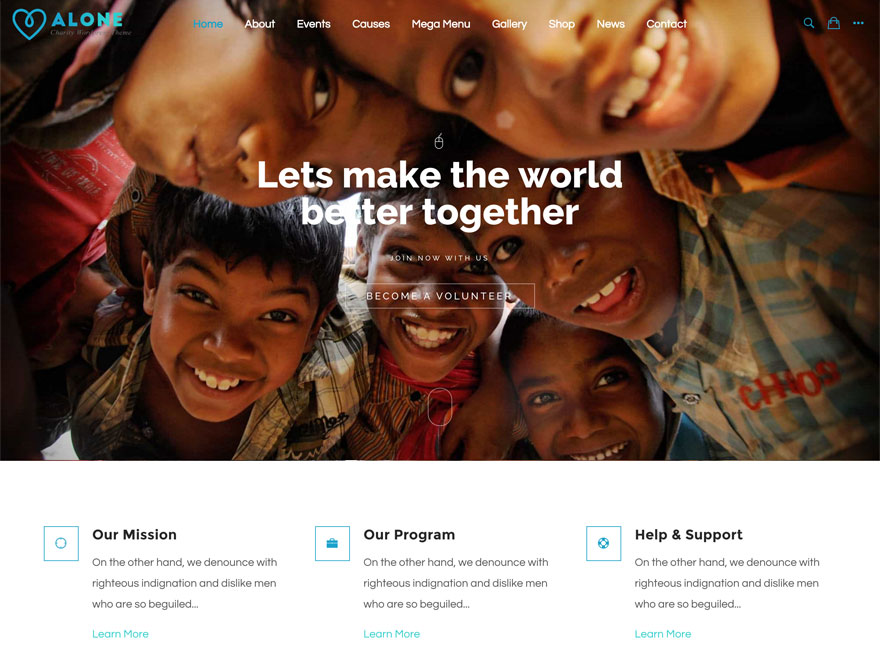 ALONE
Charity WordPress Theme
Home About Events Causes Mega Menu Gallery Shop News Contact
Lets make the world
better together
JOIN NOW WITH US
BECOME A VOLUNTEER
CHIOS
Our Mission
On the other hand, we denounce with
righteous indignation and dislike men
who are so beguiled...
Learn More
Our Program
On the other hand, we denounce with
righteous indignation and dislike men
who are so beguiled...
Learn More
Help & Support
On the other hand, we denounce with
righteous indignation and dislike men
who are so beguiled...
Learn More